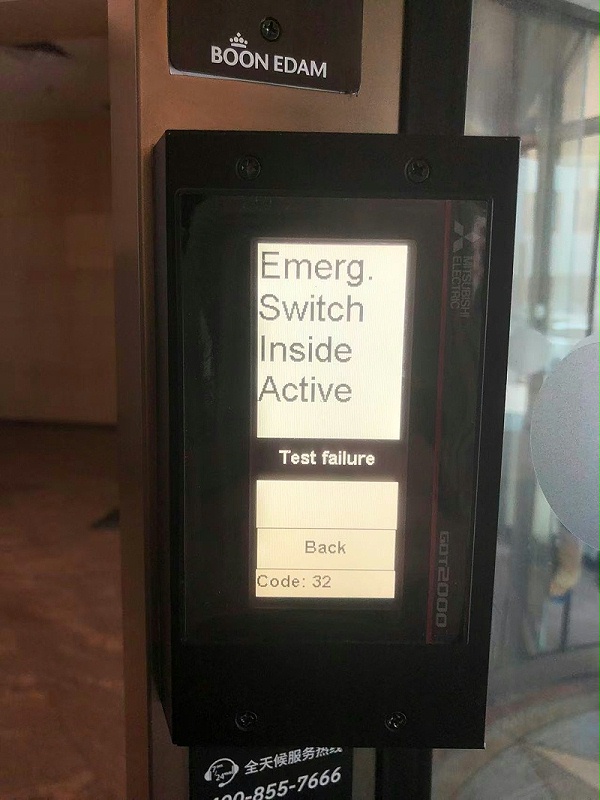 BOON EDAM
MITSUBISHI
ELECTRIC
Emerg.
Switch
Inside
Active
Test failure
Back
Code: 32
GOT2000
全天候服务热线
-855-7666